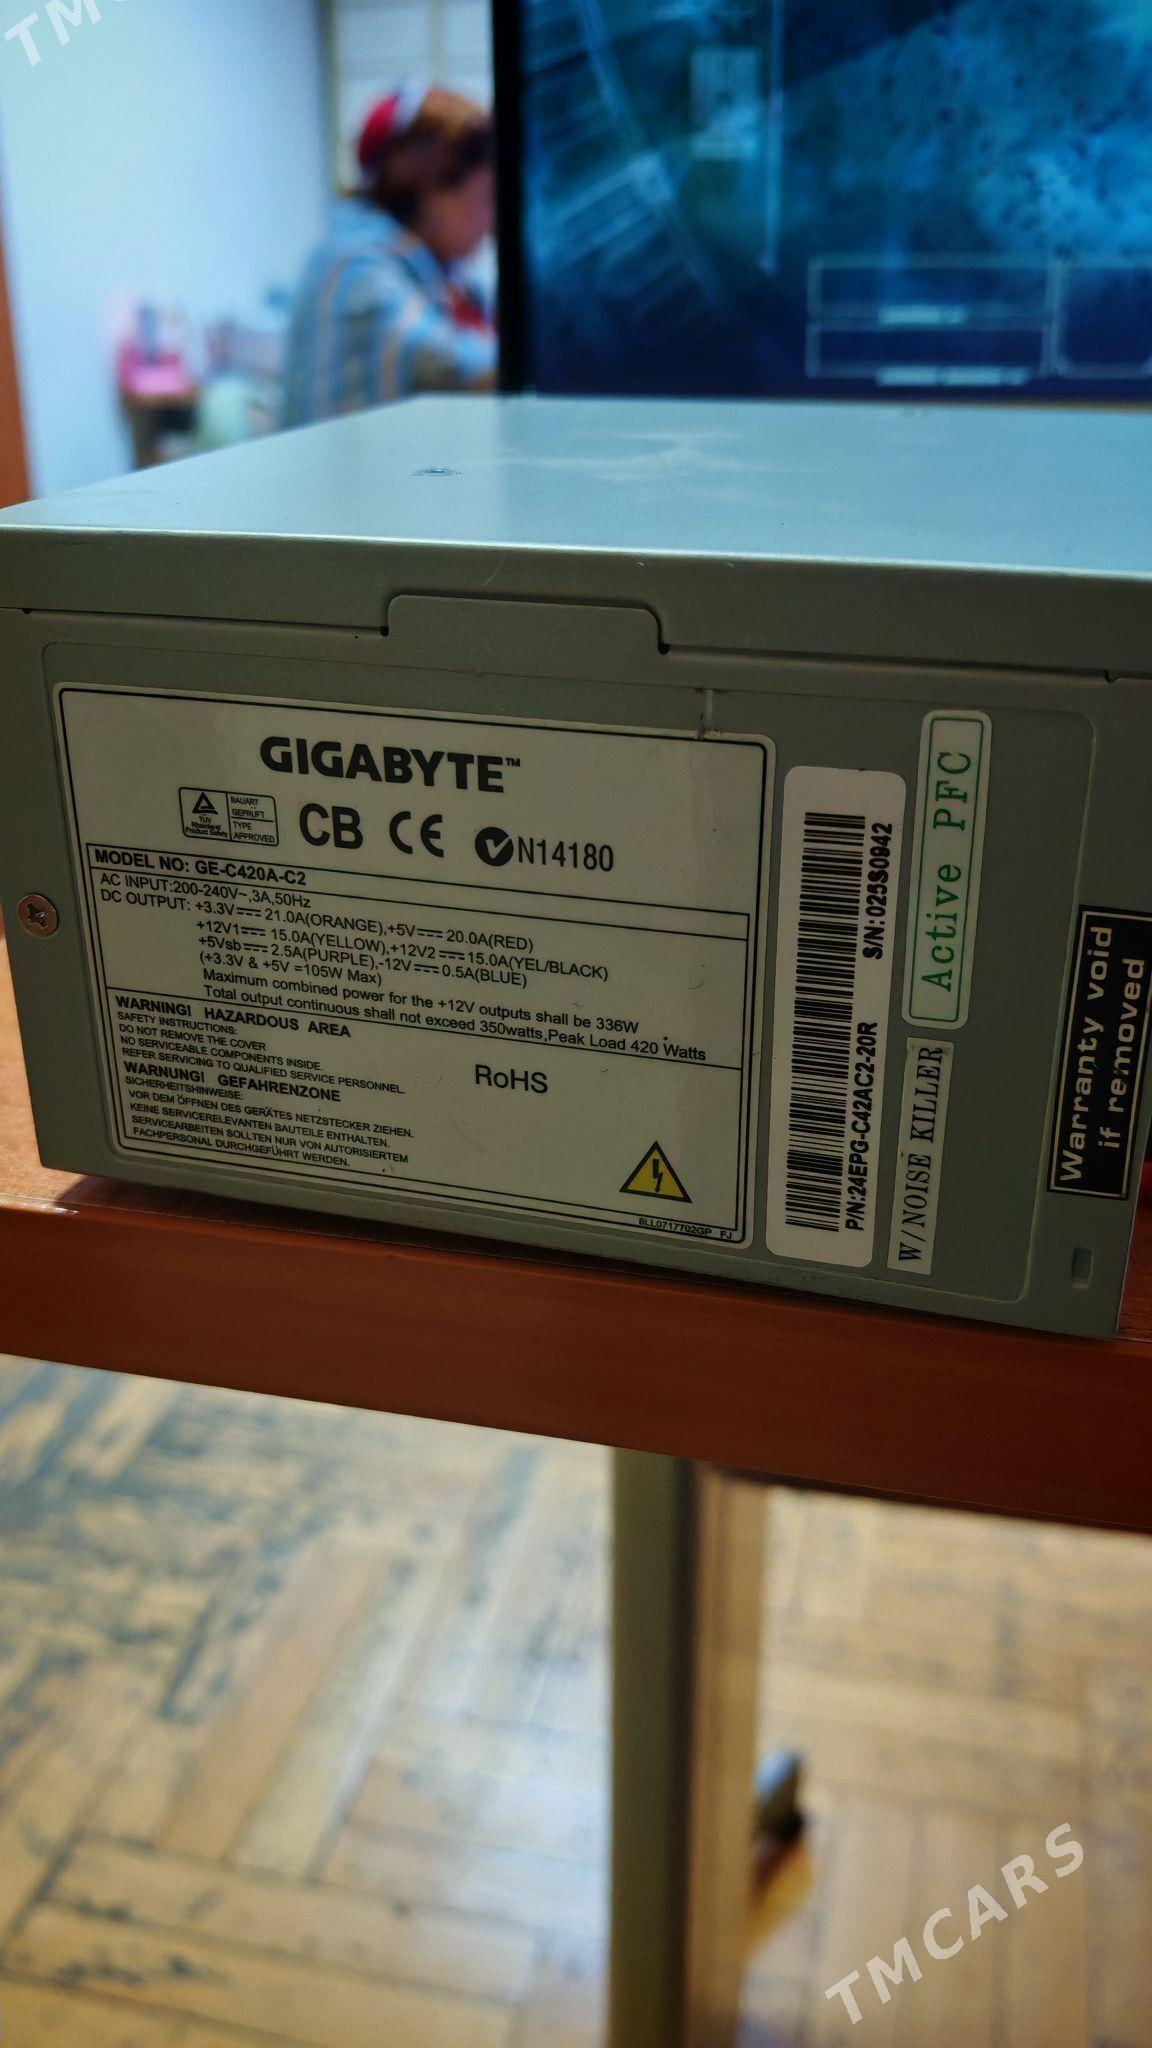 GIGABYTE™
TÜV
Rheinland
Product Safety
BAUART
GEPRÜFT
TYPE
APPROVED
CB CE N14180
MODEL NO: GE-C420A-C2
AC INPUT:200-240V~,3A,50Hz
DC OUTPUT: +3.3V⎓21.0A(ORANGE),+5V⎓20.0A(RED)
+12V1⎓15.0A(YELLOW),+12V2⎓15.0A(YEL/BLACK)
+5Vsb⎓2.5A(PURPLE),-12V⎓0.5A(BLUE)
(+3.3V & +5V =105W Max)
Maximum combined power for the +12V outputs shall be 336W
Total output continuous shall not exceed 350watts,Peak Load 420 Watts
WARNING! HAZARDOUS AREA
SAFETY INSTRUCTIONS:
DO NOT REMOVE THE COVER
NO SERVICEABLE COMPONENTS INSIDE.
REFER SERVICING TO QUALIFIED SERVICE PERSONNEL.
WARNUNG! GEFAHRENZONE
SICHERHEITSHINWEISE:
VOR DEM ÖFFNEN DES GERÄTES NETZSTECKER ZIEHEN.
KEINE SERVICERELEVANTEN BAUTEILE ENTHALTEN.
SERVICEARBEITEN SOLLTEN NUR VON AUTORISIERTEM
FACHPERSONAL DURCHGEFÜHRT WERDEN.
RoHS
6LL0717702GP FJ
P/N:24EPG-C42AC2-20R
S/N:025S0942
Active PFC
W/NOISE KILLER
Warranty void
if removed
TMCARS